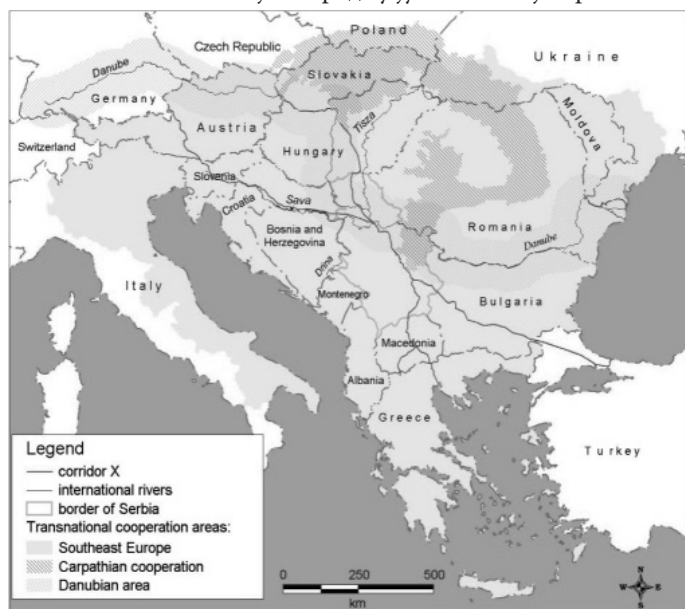 Poland
Czech Republic
Ukraine
Danube
Slovakia
Germany
Tisza
Moldova
Austria
Switzerland
Hungary
Slovenia
Sava
Croatia
Romania
Bosnia and
Herzegovina
Danube
Drina
Italy
Montenegro
Bulgaria
Macedonia
Albania
Greece
Turkey
Legend
corridor X
international rivers
border of Serbia
Transnational cooperation areas:
Southeast Europe
Carpathian cooperation
Danubian area
0 250 500
km
N
W E
S